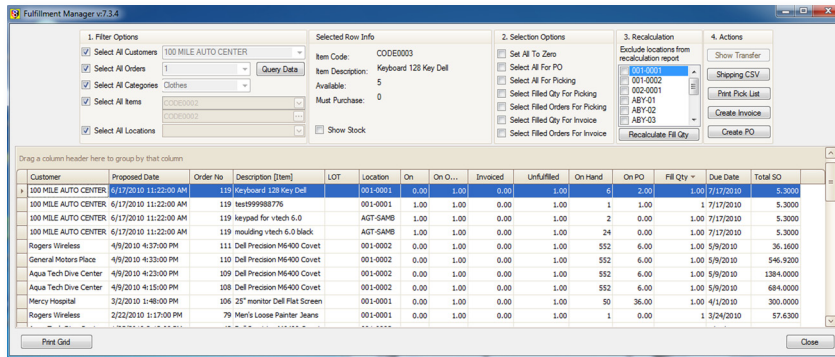 Fulfillment Manager v:7.3.4
1. Filter Options
Select All Customers 100 MILE AUTO CENTER
Select All Orders 1 Query Data
Select All Categories Clothes
Select All Items CODE0003
CODE0003
Select All Locations
Selected Row Info
Item Code: CODE0003
Item Description: Keyboard 128 Key Dell
Available: 5
Must Purchase: 0
Show Stock
2. Selection Options
Set All To Zero
Select All For PO
Select All For Picking
Select Filled Qty For Picking
Select Filled Orders For Picking
Select Filled Qty For Invoice
Select Filled Orders For Invoice
3. Recalculation
Exclude locations from
recalculation report
001-0001
001-0002
002-0001
ABY-01
ABY-02
ABY-03
Recalculate Fill Qty
4. Actions
Show Transfer
Shipping CSV
Print Pick List
Create Invoice
Create PO
Drag a column header here to group by that column
Customer Proposed Date Order No Description [Item] LOT Location On On O... Invoiced Unfulfilled On Hand On PO Fill Qty Due Date Total SO
100 MILE AUTO CENTER 6/17/2010 11:22:00 AM 119 Keyboard 128 Key Dell 001-0001 0.00 1.00 0.00 1.00 6 2.00 1.00 7/17/2010 5.3000
100 MILE AUTO CENTER 6/17/2010 11:22:00 AM 119 test999988776 001-0001 0.00 1.00 0.00 1.00 1 1.00 1 7/17/2010 5.3000
100 MILE AUTO CENTER 6/17/2010 11:22:00 AM 119 keypad for vtech 6.0 AGT-SAMB 0.00 1.00 0.00 1.00 2 0.00 1.00 7/17/2010 5.3000
100 MILE AUTO CENTER 6/17/2010 11:22:00 AM 119 moulding vtech 6.0 black AGT-SAMB 0.00 1.00 0.00 1.00 24 0.00 1.00 7/17/2010 5.3000
Rogers Wireless 4/9/2010 4:37:00 PM 111 Dell Precision M6400 Covet 001-0002 0.00 1.00 0.00 1.00 552 6.00 1.00 5/9/2010 36.1600
General Motors Place 4/9/2010 4:33:00 PM 110 Dell Precision M6400 Covet 001-0002 0.00 1.00 0.00 1.00 552 6.00 1.00 5/9/2010 546.9200
Aqua Tech Dive Center 4/9/2010 4:23:00 PM 109 Dell Precision M6400 Covet 001-0002 0.00 1.00 0.00 1.00 552 6.00 1.00 5/9/2010 1384.0000
Aqua Tech Dive Center 4/9/2010 4:15:00 PM 108 Dell Precision M6400 Covet 001-0002 0.00 1.00 0.00 1.00 552 6.00 1.00 5/9/2010 684.0000
Mercy Hospital 3/2/2010 1:48:00 PM 106 25" monitor Dell Flat Screen 001-0001 0.00 1.00 0.00 1.00 50 36.00 1.00 4/1/2010 300.0000
Rogers Wireless 2/22/2010 1:17:00 PM 79 Men's Loose Painter Jeans 001-0001 0.00 1.00 0.00 1.00 1 0.00 1 3/24/2010 57.6300
Print Grid
Close